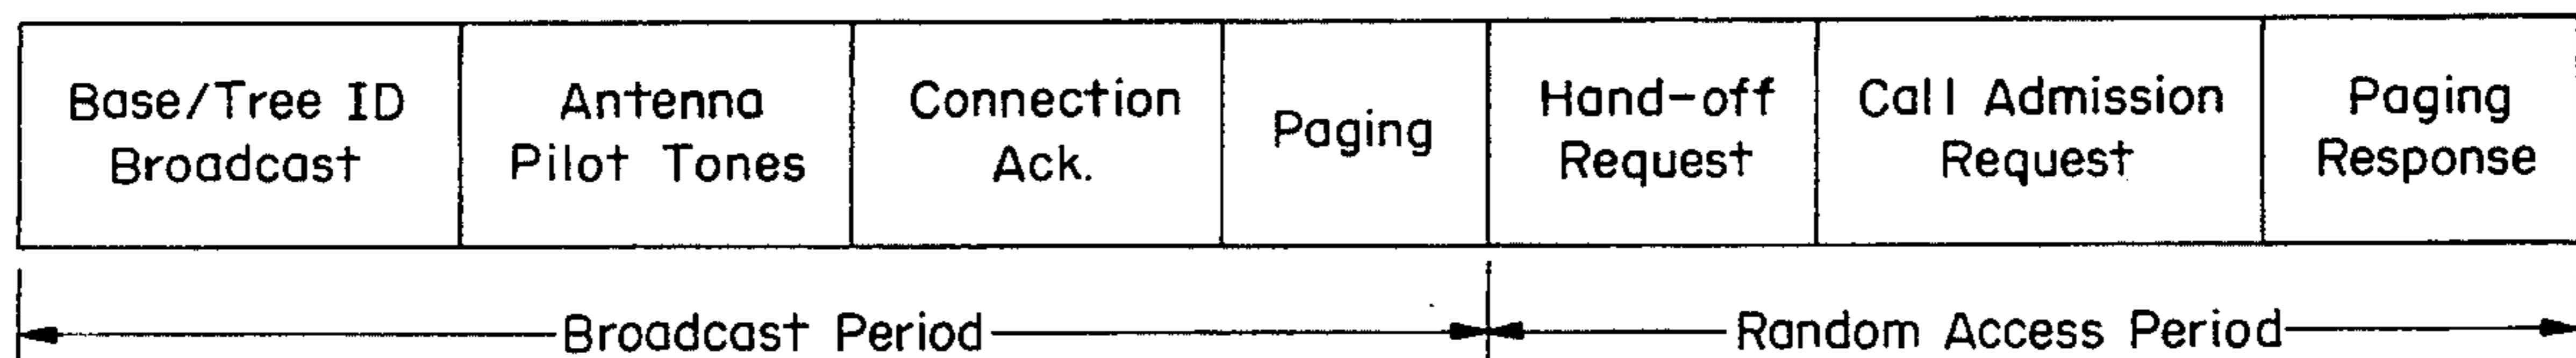 Base/Tree ID
Broadcast
Antenna
Pilot Tones
Connection
Ack.
Paging
Hand-off
Request
Call Admission
Request
Paging
Response
Broadcast Period
Random Access Period